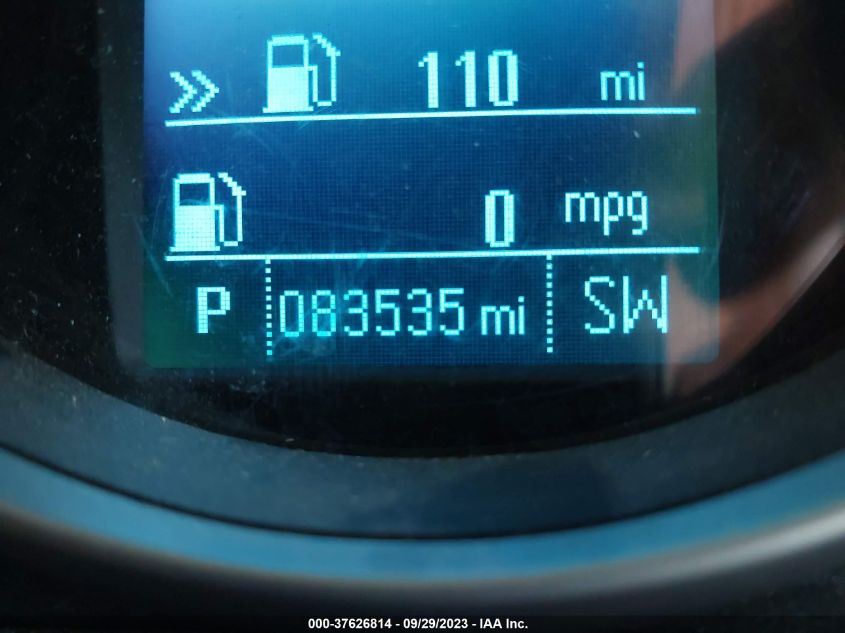 110 mi
0 mpg
P 083535 mi SW
000-37626814 - 09/29/2023 - IAA Inc.